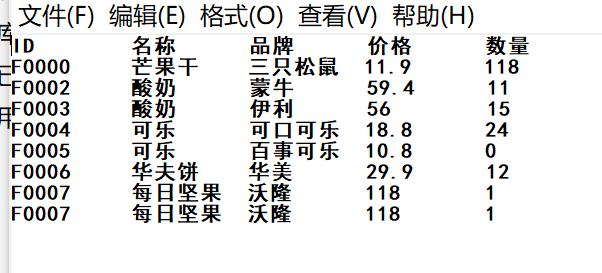 文件(F) 编辑(E) 格式(O) 查看(V) 帮助(H)
ID 名称 品牌 价格 数量
F0000 芒果干 三只松鼠 11.9 118
F0002 酸奶 蒙牛 59.4 11
F0003 酸奶 伊利 56 15
F0004 可乐 可口可乐 18.8 24
F0005 可乐 百事可乐 10.8 0
F0006 华夫饼 华美 29.9 12
F0007 每日坚果 沃隆 118 1
F0007 每日坚果 沃隆 118 1